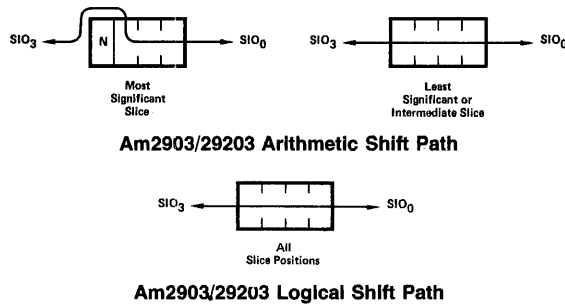 SIO3 N SIO0 SIO3 SIO0
Most
Significant
Slice
Least
Significant or
Intermediate Slice
Am2903/29203 Arithmetic Shift Path
SIO3 SIO0
All
Slice Positions
Am2903/29203 Logical Shift Path